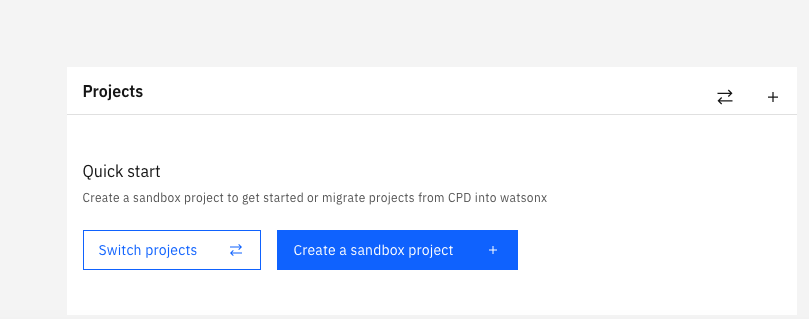 Projects
Quick start
Create a sandbox project to get started or migrate projects from CPD into watsonx
Switch projects
Create a sandbox project